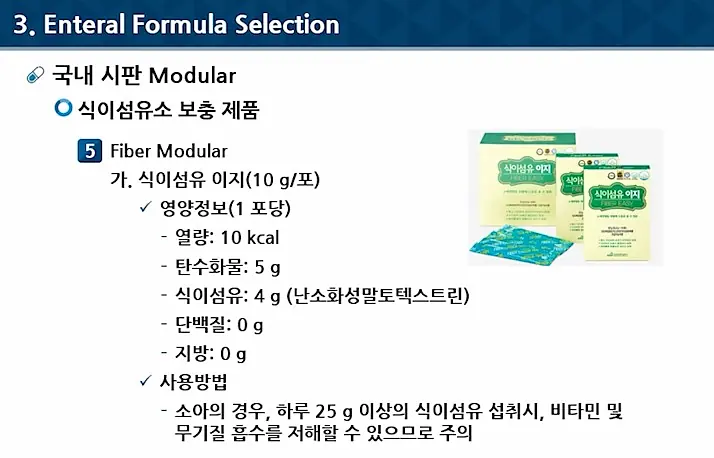 3. Enteral Formula Selection
국내 시판 Modular
식이섬유소 보충 제품
5 Fiber Modular
가. 식이섬유 이지(10 g/포)
✓ 영양정보(1 포당)
- 열량: 10 kcal
- 탄수화물: 5 g
- 식이섬유: 4 g (난소화성말토텍스트린)
- 단백질: 0 g
- 지방: 0 g
✓ 사용방법
- 소아의 경우, 하루 25 g 이상의 식이섬유 섭취시, 비타민 및
무기질 흡수를 저해할 수 있으므로 주의
식이섬유 이지
FIBER EASY
식이섬유
식이섬유 이지
FIBER EASY